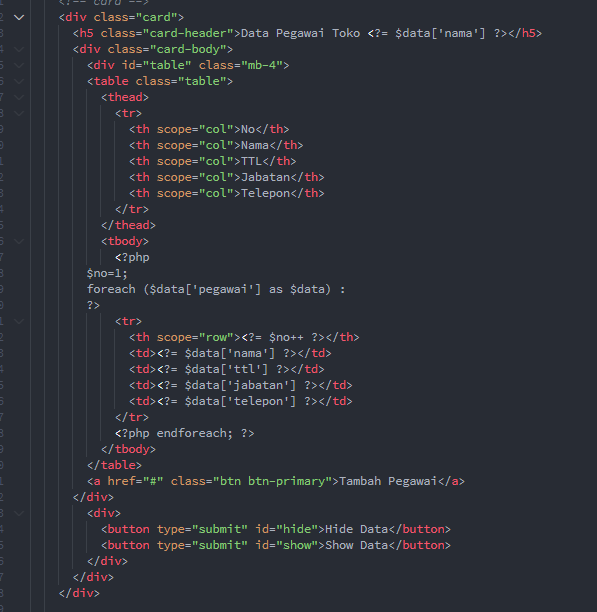 <!-- card -->
<div class="card">
<h5 class="card-header">Data Pegawai Toko <?= $data['nama'] ?></h5>
<div class="card-body">
<div id="table" class="mb-4">
<table class="table">
<thead>
<tr>
<th scope="col">No</th>
<th scope="col">Nama</th>
<th scope="col">TTL</th>
<th scope="col">Jabatan</th>
<th scope="col">Telepon</th>
</tr>
</thead>
<tbody>
<?php
$no=1;
foreach ($data['pegawai'] as $data) :
?>
<tr>
<th scope="row"><?= $no++ ?></th>
<td><?= $data['nama'] ?></td>
<td><?= $data['ttl'] ?></td>
<td><?= $data['jabatan'] ?></td>
<td><?= $data['telepon'] ?></td>
</tr>
<?php endforeach; ?>
</tbody>
</table>
<a href="#" class="btn btn-primary">Tambah Pegawai</a>
</div>
<div>
<button type="submit" id="hide">Hide Data</button>
<button type="submit" id="show">Show Data</button>
</div>
</div>
</div>